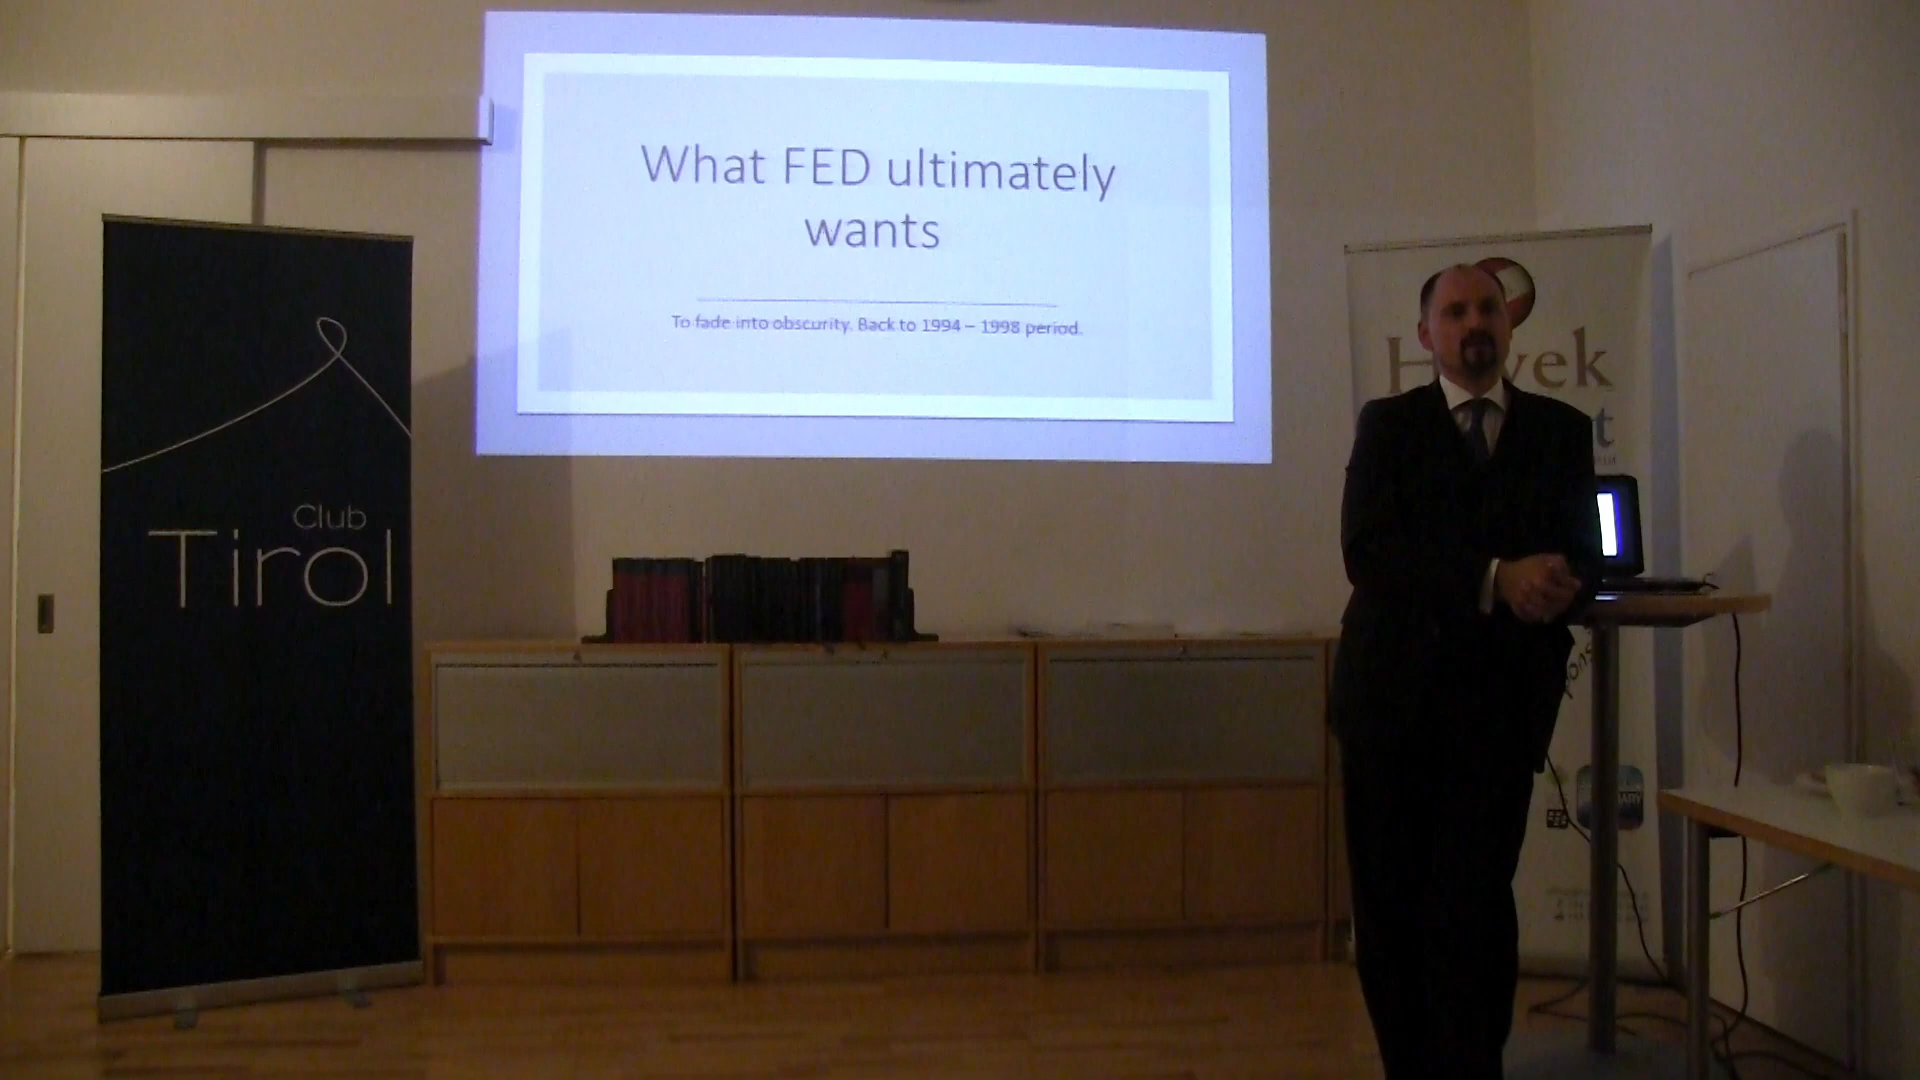 What FED ultimately
wants
To fade into obscurity. Back to 1994 – 1998 period.
Club
Tirol